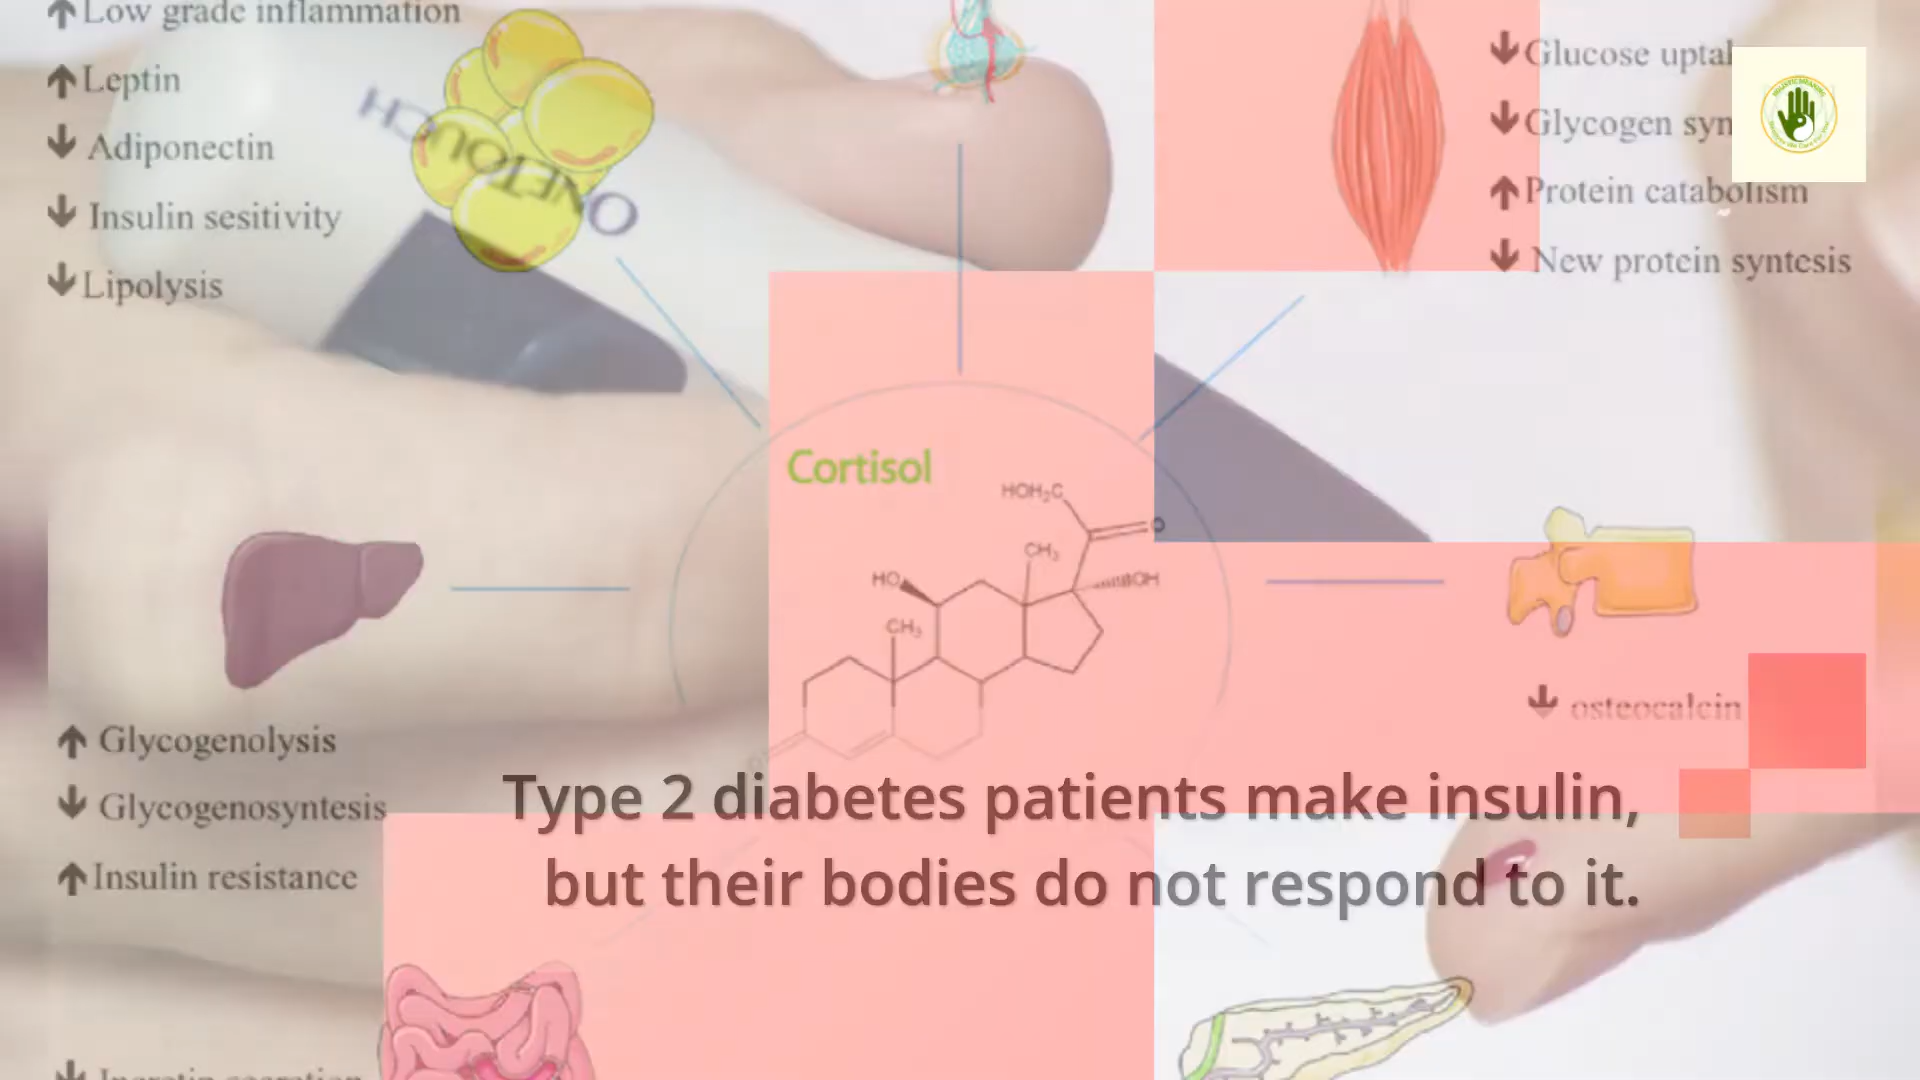 Low grade inflammation
Leptin
Adiponectin
Insulin sesitivity
Lipolysis
ONETOUCH
Glucose
Glycogen
Protein catabolism
New protein syntesis
Cortisol
HOH₂C
O
CH₃
HO
OH
CH₃
O
osteocalcin
Glycogenolysis
Glycogenosyntesis
Insulin resistance
Type 2 diabetes patients make insulin,
but their bodies do not respond to it.
Incretin secretion